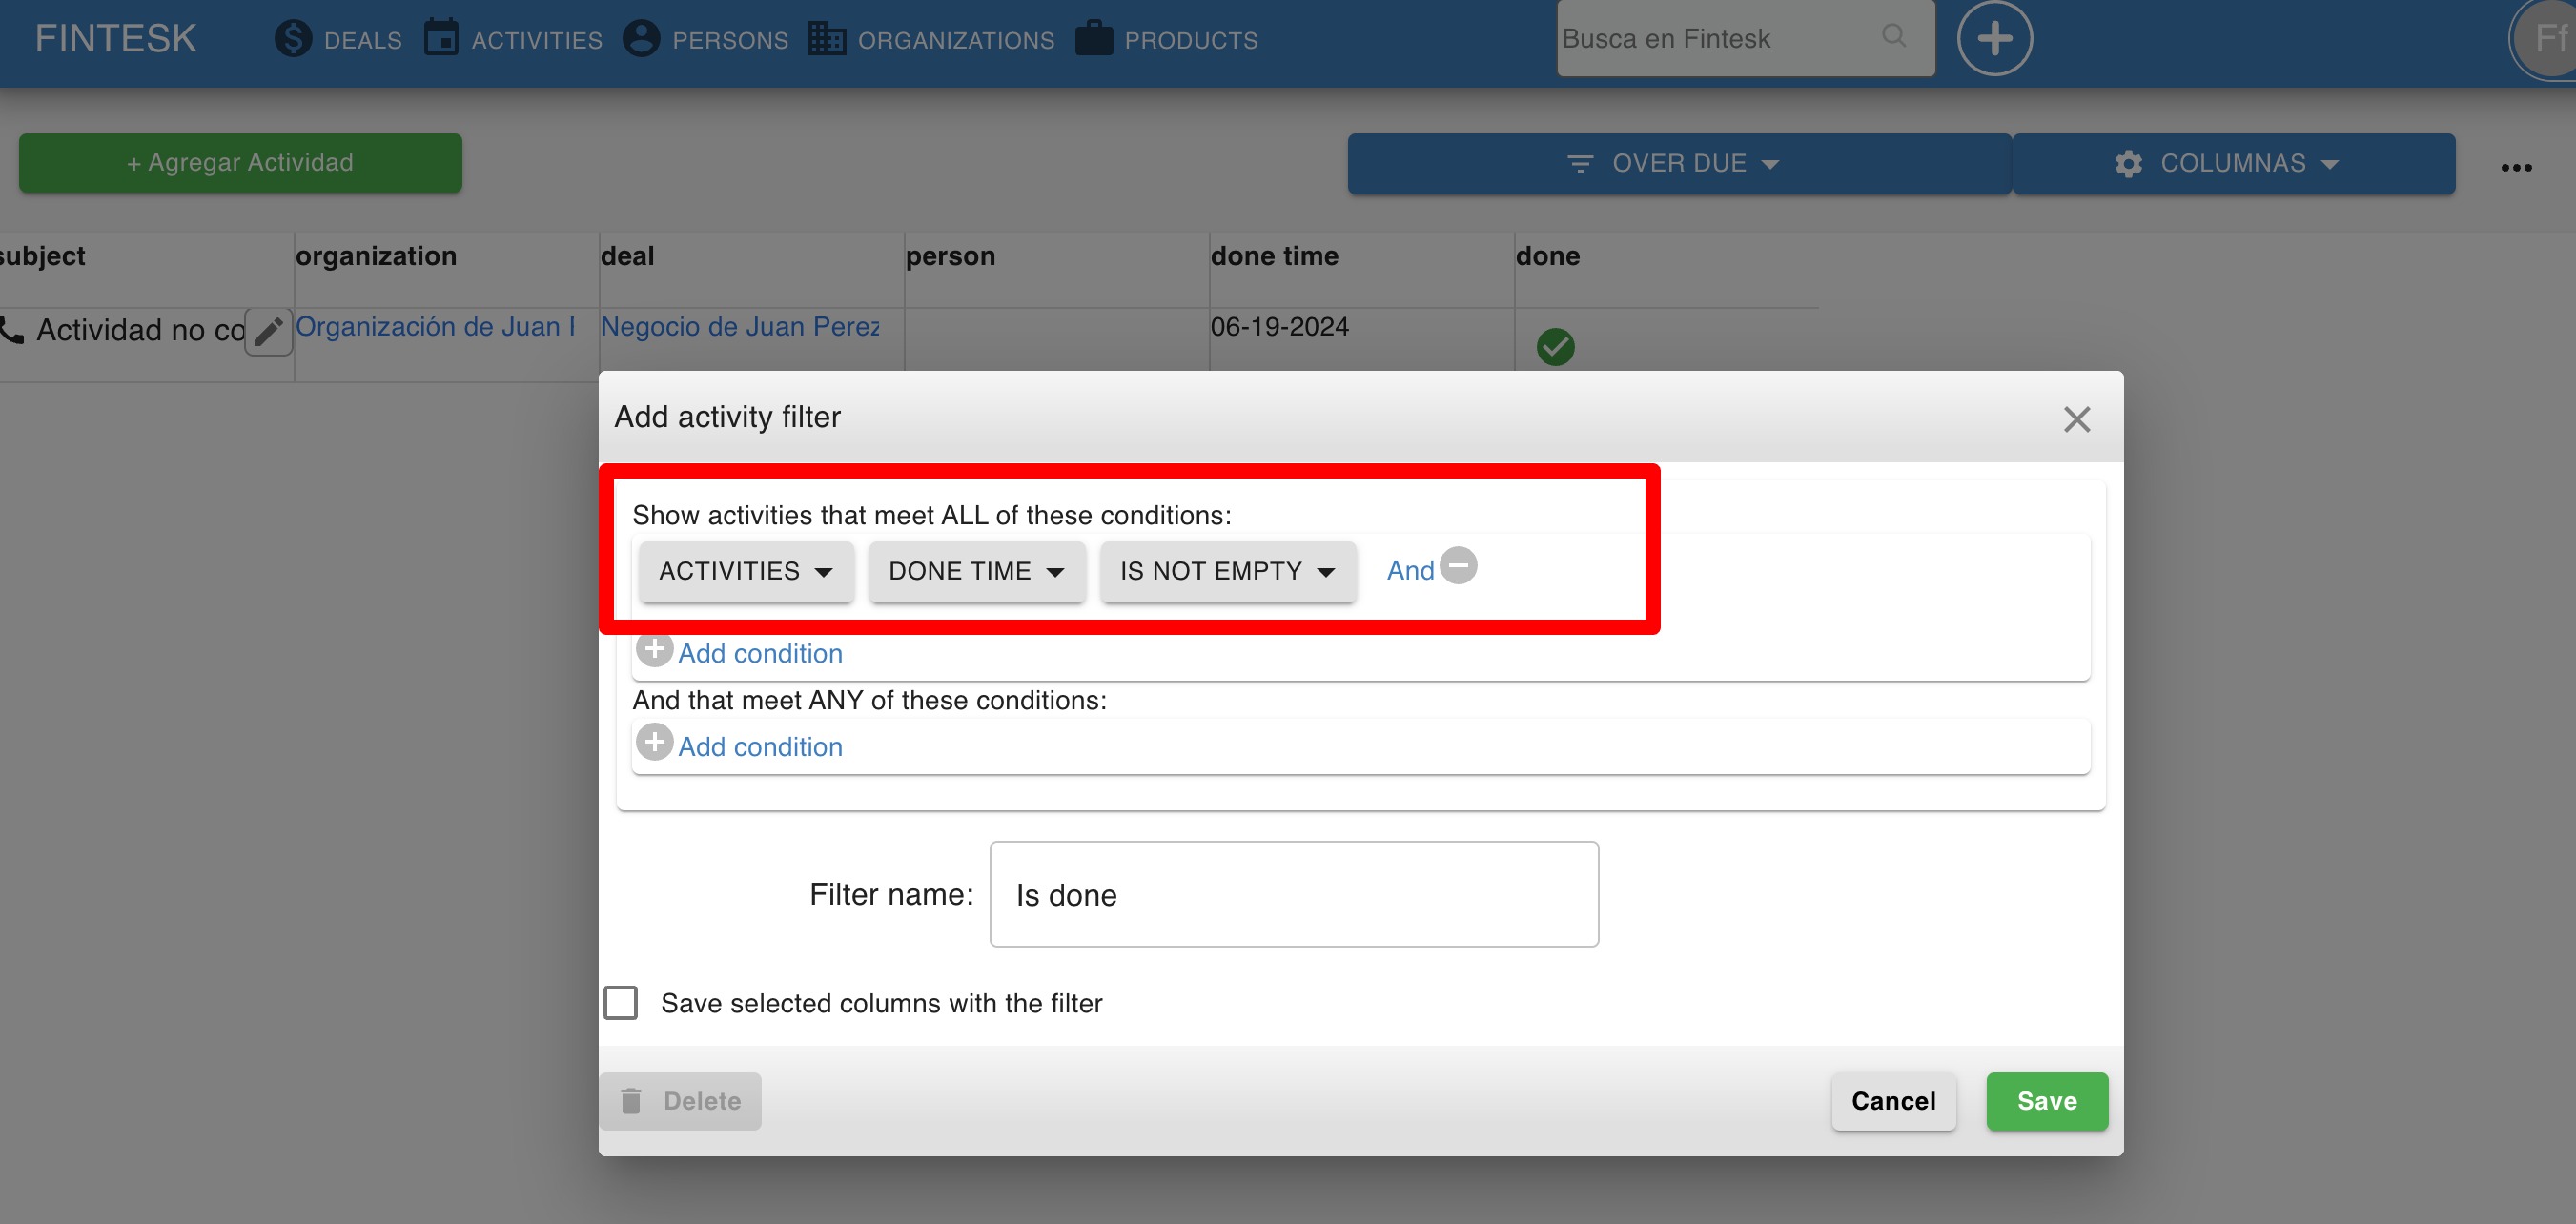 FINTESK DEALS ACTIVITIES PERSONS ORGANIZATIONS PRODUCTS Busca en Fintesk Ff
+ Agregar Actividad OVER DUE COLUMNAS
subject organization deal person done time done
Actividad no co Organización de Juan Negocio de Juan Perez 06-19-2024
Add activity filter
Show activities that meet ALL of these conditions:
ACTIVITIES DONE TIME IS NOT EMPTY And
Add condition
And that meet ANY of these conditions:
Add condition
Filter name: Is done
Save selected columns with the filter
Delete Cancel Save